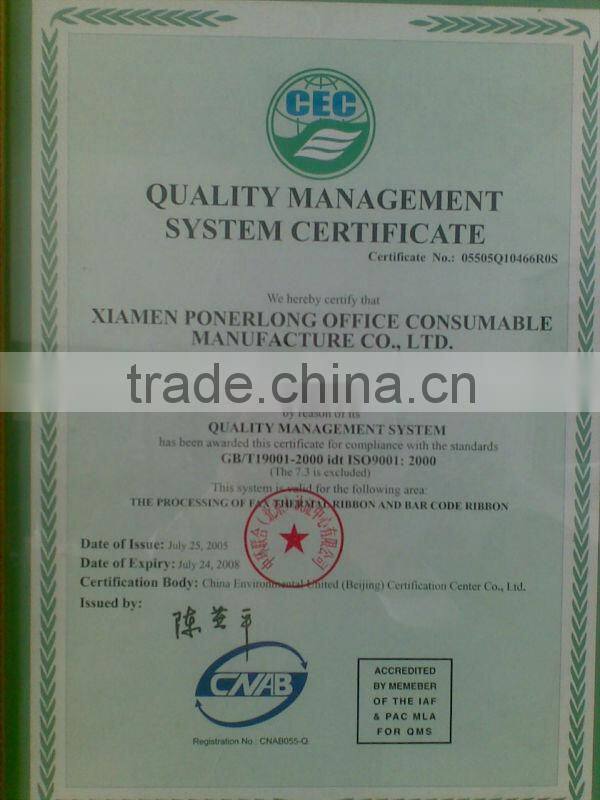 CEC
QUALITY MANAGEMENT
SYSTEM CERTIFICATE
Certificate No.: 05505Q10466R0S
We hereby certify that
XIAMEN PONERLONG OFFICE CONSUMABLE
MANUFACTURE CO., LTD.
trade.china.cn
by reason of its
QUALITY MANAGEMENT SYSTEM
has been awarded this certificate for compliance with the standards
GB/T19001-2000 idt ISO9001: 2000
(The 7.3 is excluded)
This system is valid for the following area:
THE PROCESSING OF FAX THERMAL RIBBON AND BAR CODE RIBBON
Date of Issue: July 25, 2005
Date of Expiry: July 24, 2008
Certification Body: China Environmental United (Beijing) Certification Center Co., Ltd.
Issued by:
CNAB
Registration No.: CNAB055-Q
ACCREDITED
BY MEMEBER
OF THE IAF
& PAC MLA
FOR QMS